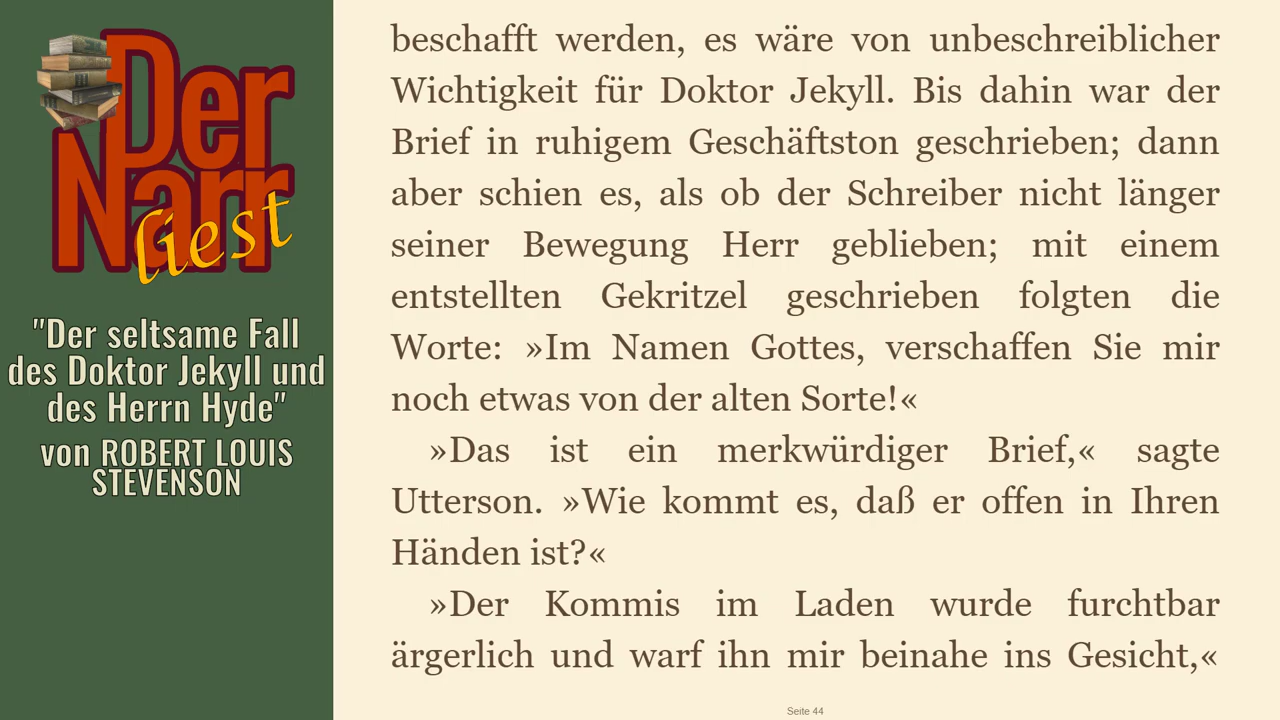 Der
Narr
liest
"Der seltsame Fall
des Doktor Jekyll und
des Herrn Hyde"
von ROBERT LOUIS
STEVENSON
beschafft werden, es wäre von unbeschreiblicher
Wichtigkeit für Doktor Jekyll. Bis dahin war der
Brief in ruhigem Geschäftston geschrieben; dann
aber schien es, als ob der Schreiber nicht länger
seiner Bewegung Herr geblieben; mit einem
entstellten Gekritzel geschrieben folgten die
Worte: »Im Namen Gottes, verschaffen Sie mir
noch etwas von der alten Sorte!«
»Das ist ein merkwürdiger Brief,« sagte
Utterson. »Wie kommt es, daß er offen in Ihren
Händen ist?«
»Der Kommis im Laden wurde furchtbar
ärgerlich und warf ihn mir beinahe ins Gesicht,«
Seite 44